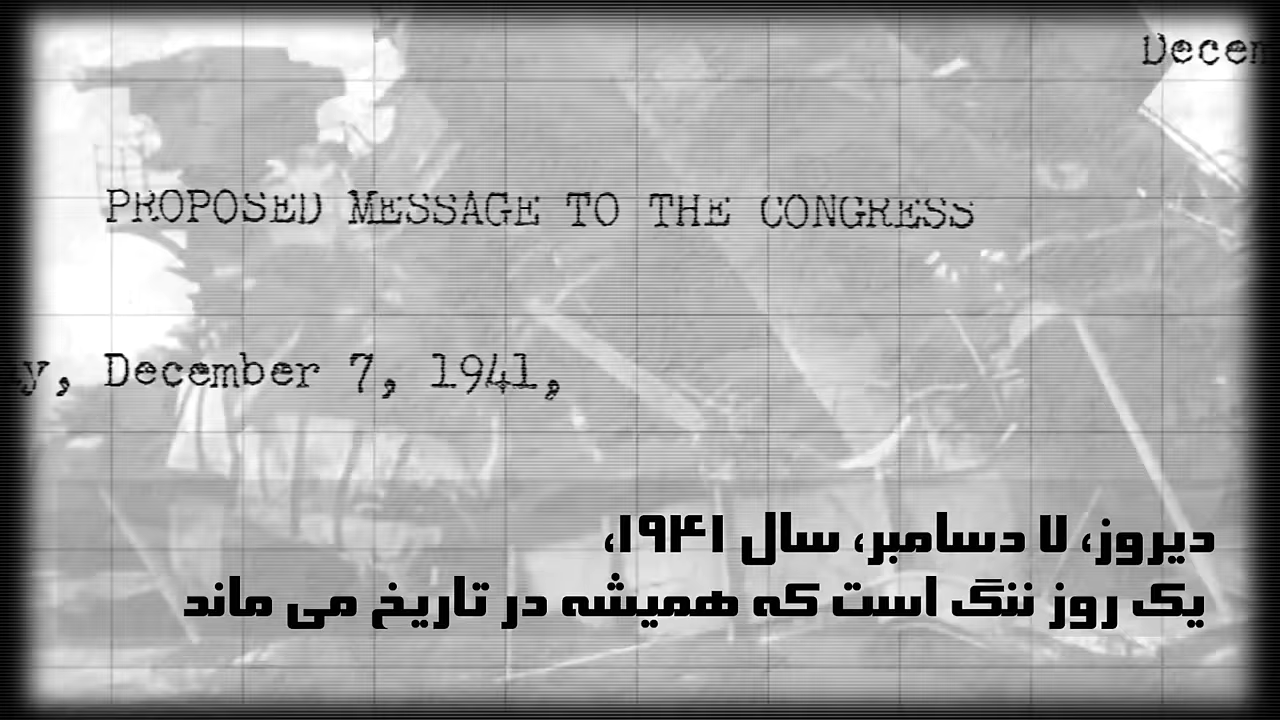 PROPOSED MESSAGE TO THE CONGRESS
December 7, 1941,
دیروز، ۷ دسامبر، سال ۱۹۴۱،
یک روز ننگ است که همیشه در تاریخ می ماند